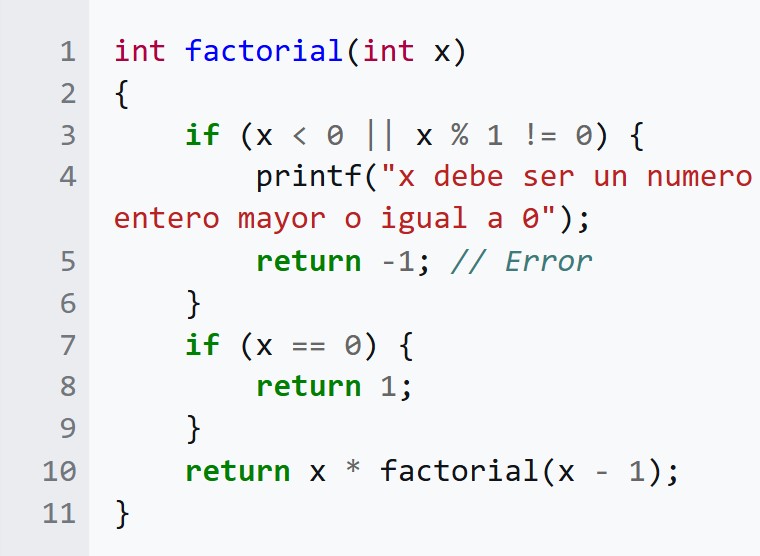 1 int factorial(int x)
2 {
3     if (x < 0 || x % 1 != 0) {
4         printf("x debe ser un numero
entero mayor o igual a 0");
5         return -1; // Error
6     }
7     if (x == 0) {
8         return 1;
9     }
10     return x * factorial(x - 1);
11 }